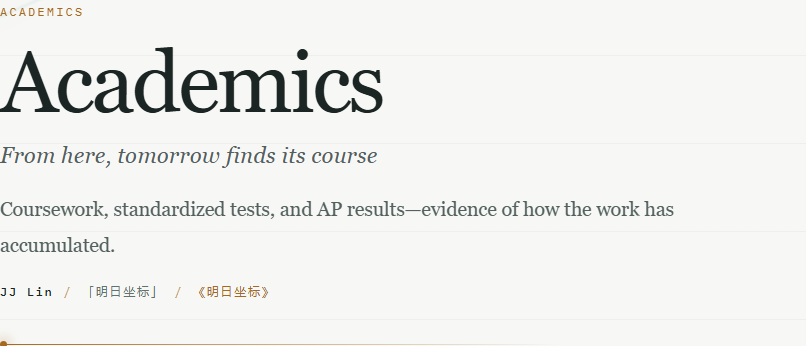 ACADEMICS
Academics
From here, tomorrow finds its course
Coursework, standardized tests, and AP results—evidence of how the work has
accumulated.
JJ Lin / 「明日坐标」 / 《明日坐标》